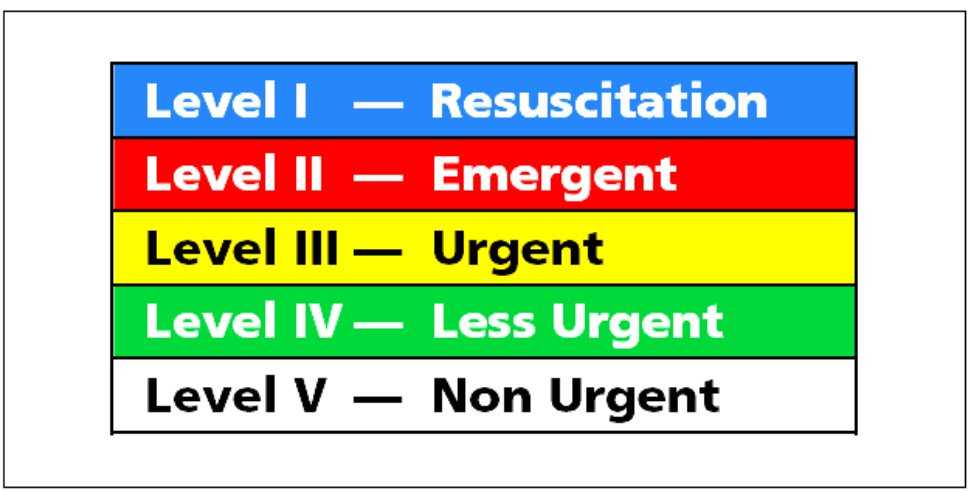 Level I — Resuscitation
Level II — Emergent
Level III — Urgent
Level IV — Less Urgent
Level V — Non Urgent